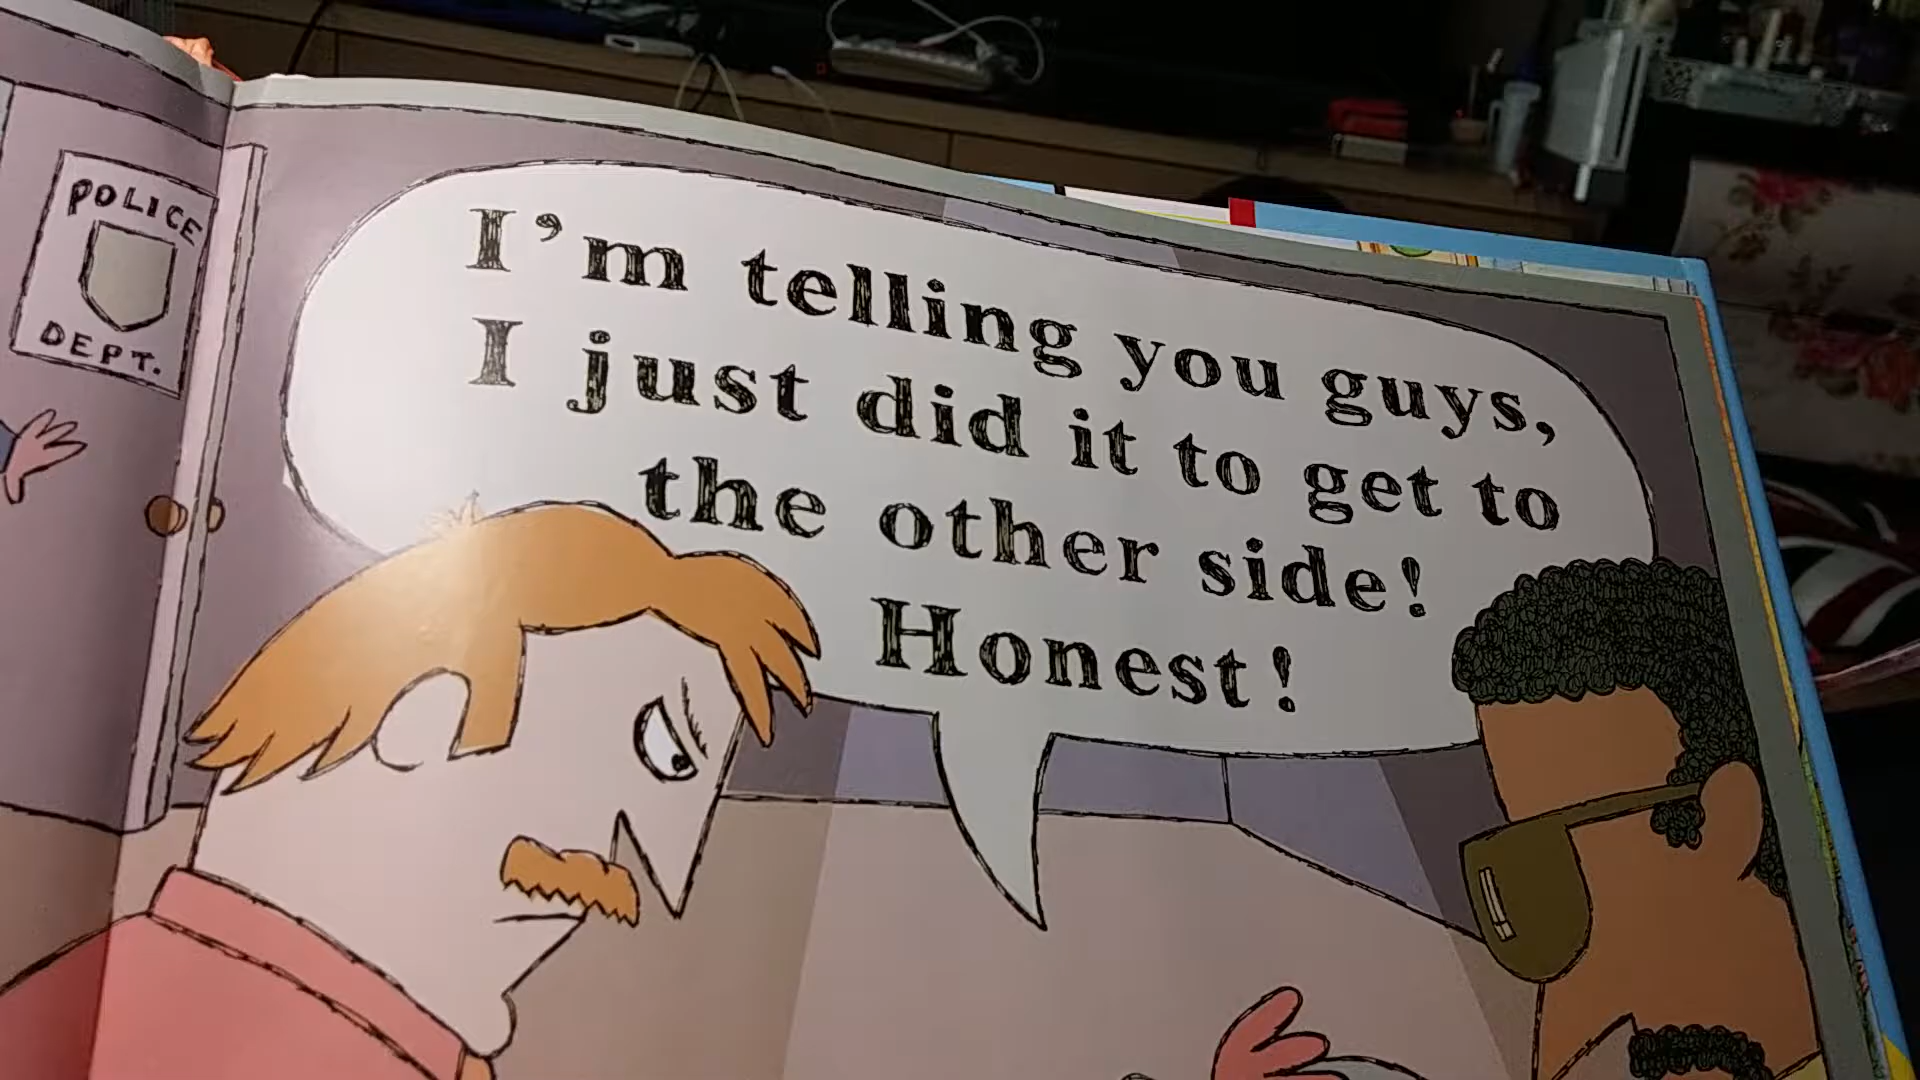 POLICE
DEPT.
I'm telling you guys,
I just did it to get to
the other side!
Honest!